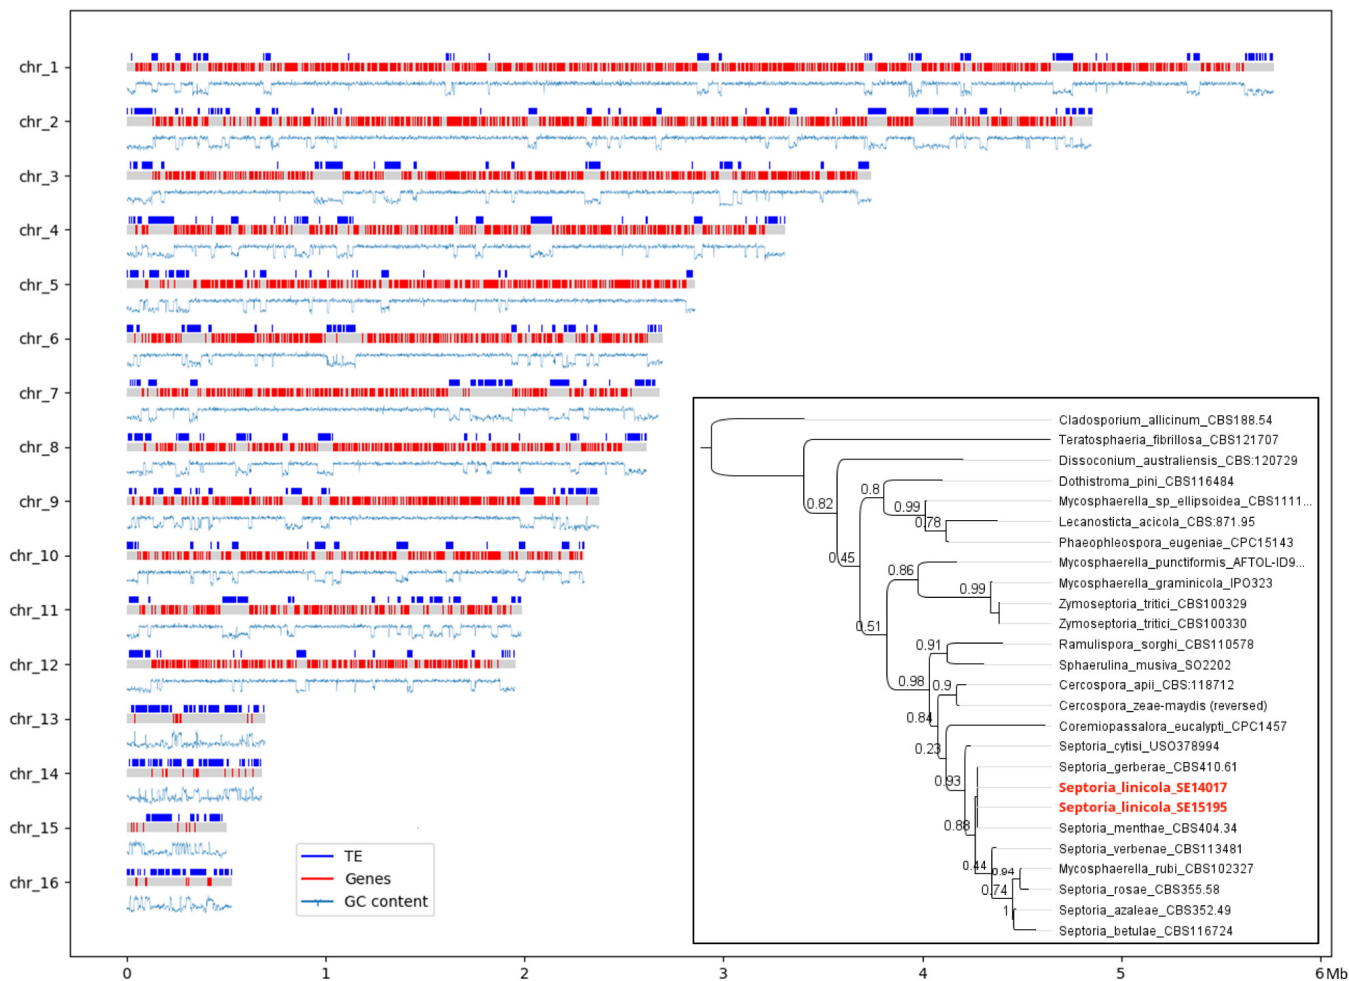 chr_1
chr_2
chr_3
chr_4
chr_5
chr_6
chr_7
chr_8
chr_9
chr_10
chr_11
chr_12
chr_13
chr_14
chr_15
chr_16
TE
Genes
GC content
0
1
2
3
4
5
6 Mb
Cladosporium_allicinum_CBS188.54
Teratosphaeria_fibrillosa_CBS121707
Dissoconium_australiensis_CBS:120729
Dothistroma_pini_CBS116484
Mycosphaerella_sp_ellipsoidea_CBS1111...
Lecanosticta_acicola_CBS:871.95
Phaeophleospora_eugeniae_CPC15143
Mycosphaerella_punctiformis_AFTOL-ID9...
Mycosphaerella_graminicola_IPO323
Zymoseptoria_tritici_CBS100329
Zymoseptoria_tritici_CBS100330
Ramulispora_sorghi_CBS110578
Sphaerulina_musiva_SO2202
Cercospora_apii_CBS:118712
Cercospora_zeae-maydis (reversed)
Coremiopassalora_eucalypti_CPC1457
Septoria_cytisi_USO378994
Septoria_gerberae_CBS410.61
Septoria_linicola_SE14017
Septoria_linicola_SE15195
Septoria_menthae_CBS404.34
Septoria_verbenae_CBS113481
Mycosphaerella_rubi_CBS102327
Septoria_rosae_CBS355.58
Septoria_azaleae_CBS352.49
Septoria_betulae_CBS116724
0.82
0.8
0.99
0.78
0.45
0.86
0.99
0.51
0.91
0.98
0.9
0.84
0.23
0.93
0.88
0.44
0.94
0.74
1